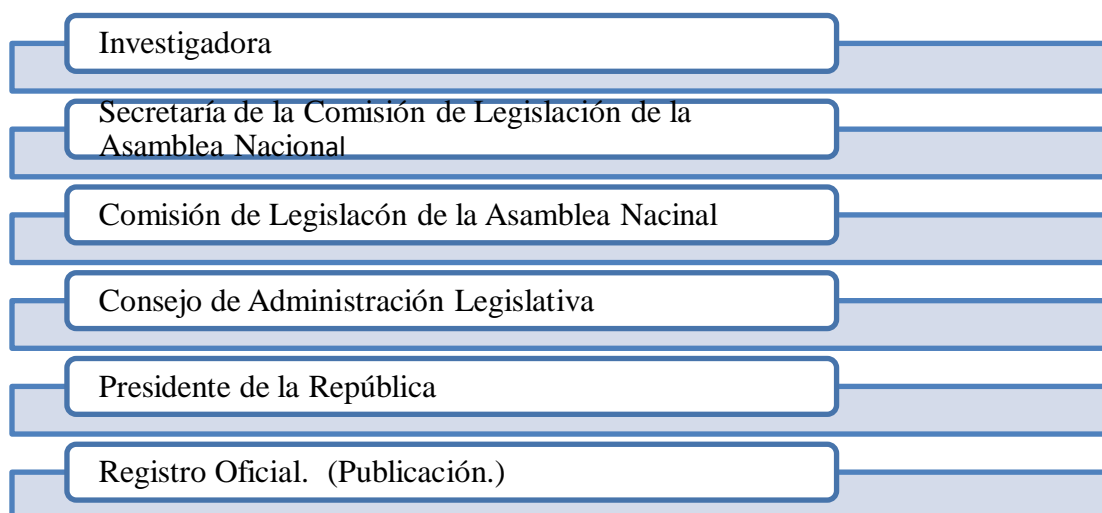 Investigadora
Secretaría de la Comisión de Legislación de la
Asamblea Nacional
Comisión de Legislacón de la Asamblea Nacinal
Consejo de Administración Legislativa
Presidente de la República
Registro Oficial. (Publicación.)